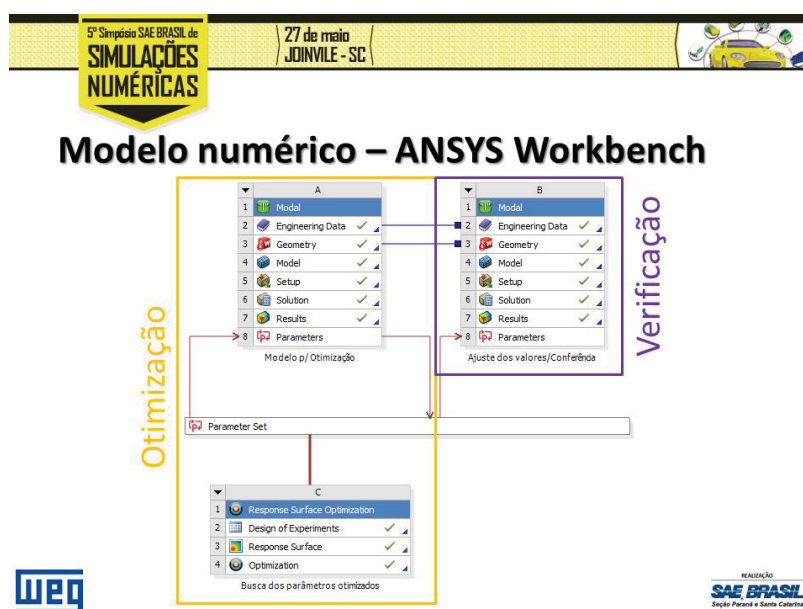 5º Simpósio SAE BRASIL de
SIMULAÇÕES
NUMÉRICAS
27 de maio
JOINVILE - SC
Modelo numérico – ANSYS Workbench
Otimização
A
1 Modal
2 Engineering Data
3 Geometry
4 Model
5 Setup
6 Solution
7 Results
8 Parameters
Modelo p/ Otimização
B
1 Modal
2 Engineering Data
3 Geometry
4 Model
5 Setup
6 Solution
7 Results
8 Parameters
Ajuste dos valores/Conferência
Verificação
Parameter Set
C
1 Response Surface Optimization
2 Design of Experiments
3 Response Surface
4 Optimization
Busca dos parâmetros otimizados
weg
REALIZAÇÃO
SAE BRASIL
Seção Paraná e Santa Catarina